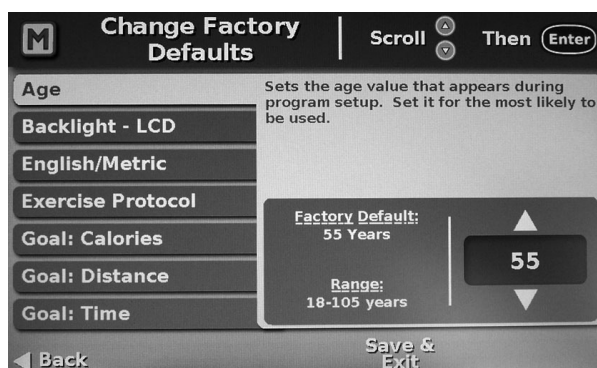 M
Change Factory
Defaults
Scroll
Then Enter
Age
Backlight - LCD
English/Metric
Exercise Protocol
Goal: Calories
Goal: Distance
Goal: Time
Back
Sets the age value that appears during
program setup. Set it for the most likely to
be used.
Factory Default:
55 Years
Range:
18-105 years
55
Save &
Exit